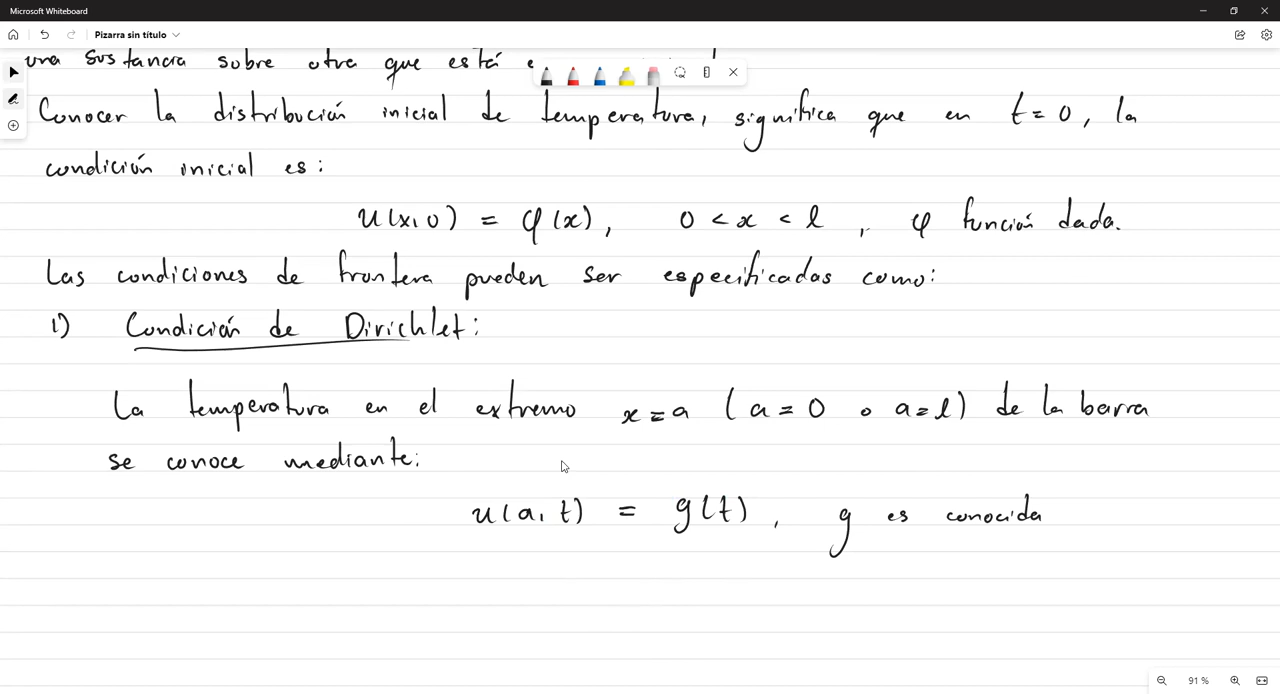 Microsoft Whiteboard
Pizarra sin título
una sustancia sobre otra que está
Conocer la distribución inicial de temperatura, significa que en t=0, la
condición inicial es:
u(x,0) = φ(x), 0 < x < l, φ función dada.
Las condiciones de frontera pueden ser especificadas como:
1) Condición de Dirichlet:
La temperatura en el extremo x=a (a=0 o a=l) de la barra
se conoce mediante:
u(a,t) = g(t), g es conocida
91 %